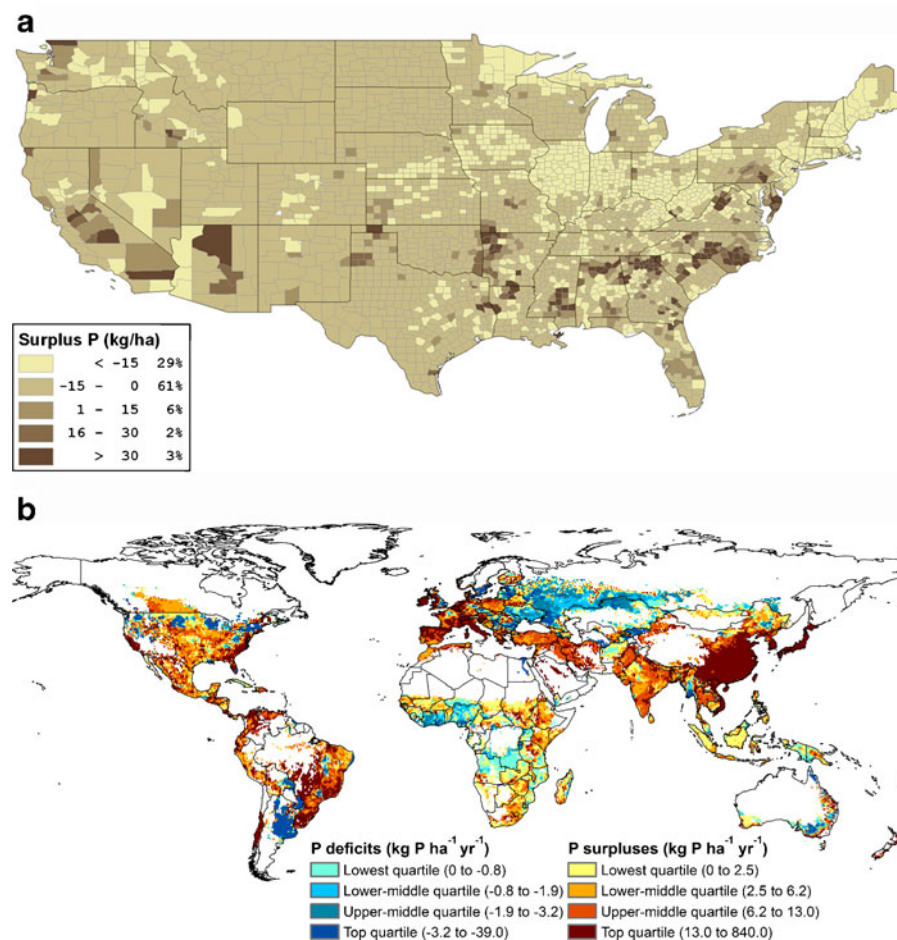 a
Surplus P (kg/ha)
< -15 29%
-15 - 0 61%
1 - 15 6%
16 - 30 2%
> 30 3%
b
P deficits (kg P ha⁻¹ yr⁻¹)
Lowest quartile (0 to -0.8)
Lower-middle quartile (-0.8 to -1.9)
Upper-middle quartile (-1.9 to -3.2)
Top quartile (-3.2 to -39.0)
P surpluses (kg P ha⁻¹ yr⁻¹)
Lowest quartile (0 to 2.5)
Lower-middle quartile (2.5 to 6.2)
Upper-middle quartile (6.2 to 13.0)
Top quartile (13.0 to 840.0)